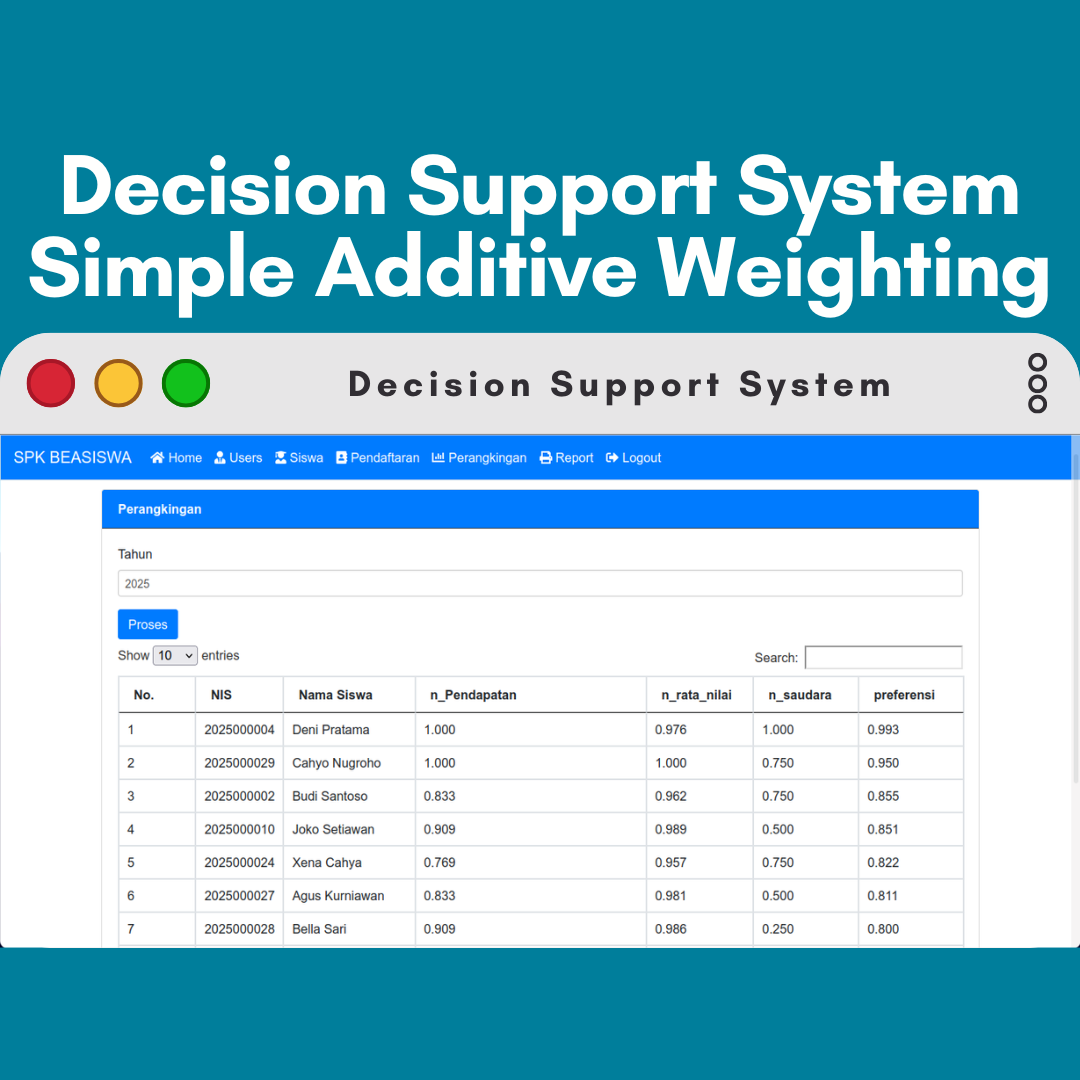 Decision Support System
Simple Additive Weighting
Decision Support System
SPK BEASISWA Home Users Siswa Pendaftaran Perangkingan Report Logout
Perangkingan
Tahun
2025
Proses
Show 10 entries Search:
No. NIS Nama Siswa n_Pendapatan n_rata_nilai n_saudara preferensi
1 2025000004 Deni Pratama 1.000 0.976 1.000 0.993
2 2025000029 Cahyo Nugroho 1.000 1.000 0.750 0.950
3 2025000002 Budi Santoso 0.833 0.962 0.750 0.855
4 2025000010 Joko Setiawan 0.909 0.989 0.500 0.851
5 2025000024 Xena Cahya 0.769 0.957 0.750 0.822
6 2025000027 Agus Kurniawan 0.833 0.981 0.500 0.811
7 2025000028 Bella Sari 0.909 0.986 0.250 0.800